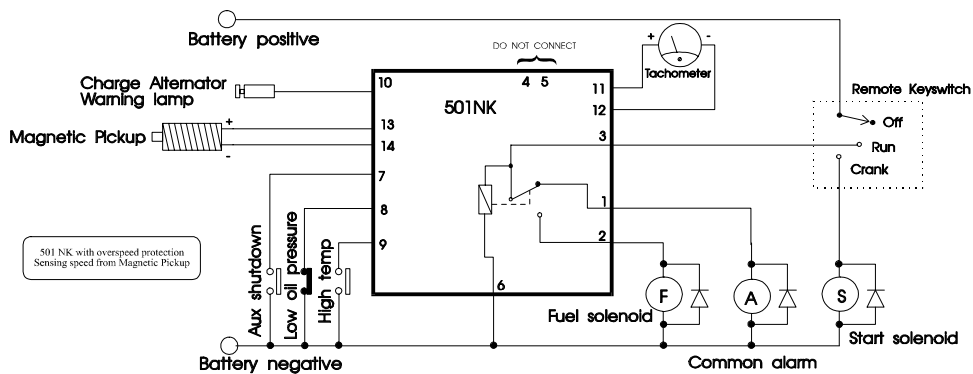 Battery positive
DO NOT CONNECT
+
-
Tachometer
Charge Alternator
Warning lamp
10
4 5
11
501NK
12
Remote Keyswitch
Off
Magnetic Pickup
+
-
13
14
3
Run
Crank
7
8
9
1
2
6
501 NK with overspeed protection
Sensing speed from Magnetic Pickup
Aux shutdown
Low oil pressure
High temp
F
A
S
Fuel solenoid
Start solenoid
Common alarm
Battery negative